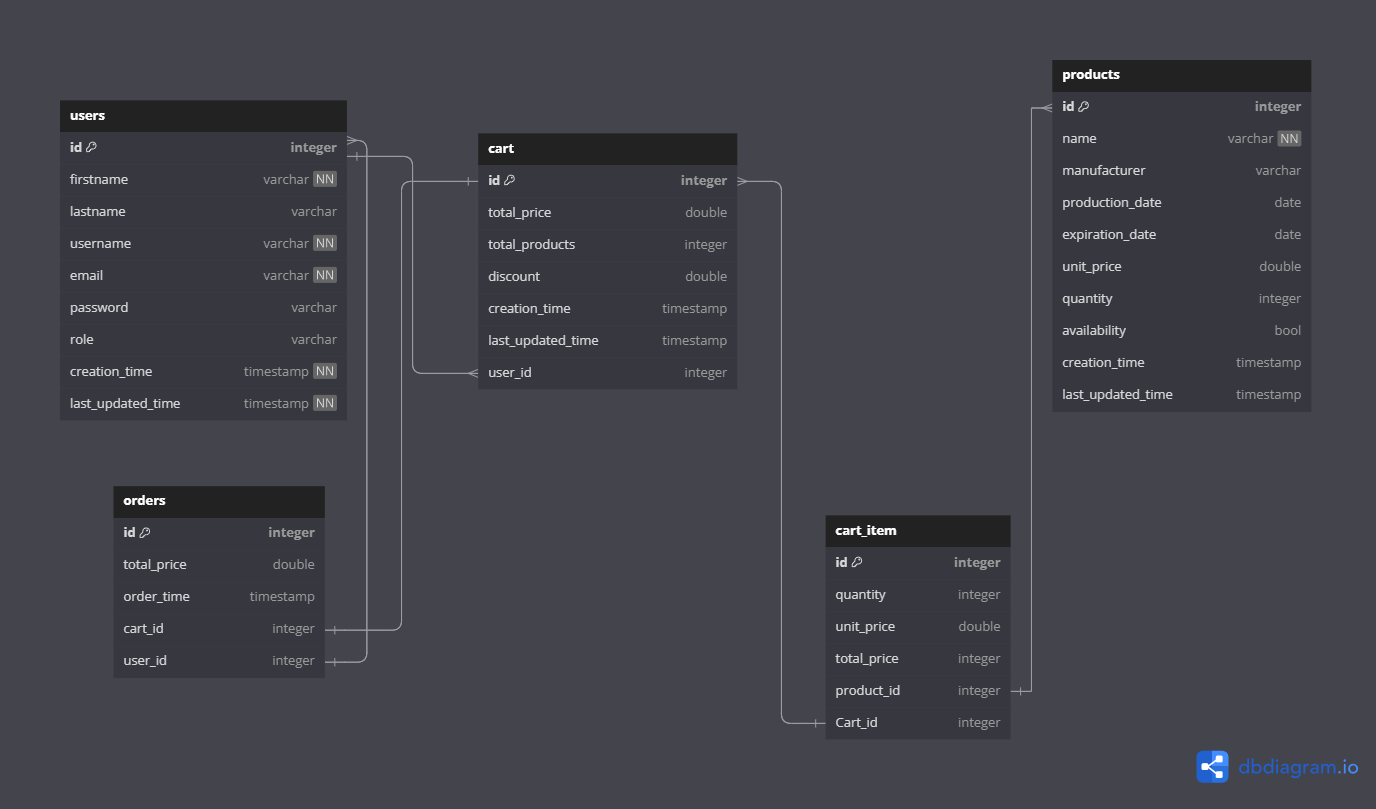 users
id integer
firstname varchar NN
lastname varchar
username varchar NN
email varchar NN
password varchar
role varchar
creation_time timestamp NN
last_updated_time timestamp NN
cart
id integer
total_price double
total_products integer
discount double
creation_time timestamp
last_updated_time timestamp
user_id integer
products
id integer
name varchar NN
manufacturer varchar
production_date date
expiration_date date
unit_price double
quantity integer
availability bool
creation_time timestamp
last_updated_time timestamp
orders
id integer
total_price double
order_time timestamp
cart_id integer
user_id integer
cart_item
id integer
quantity integer
unit_price double
total_price integer
product_id integer
Cart_id integer
dbdiagram.io